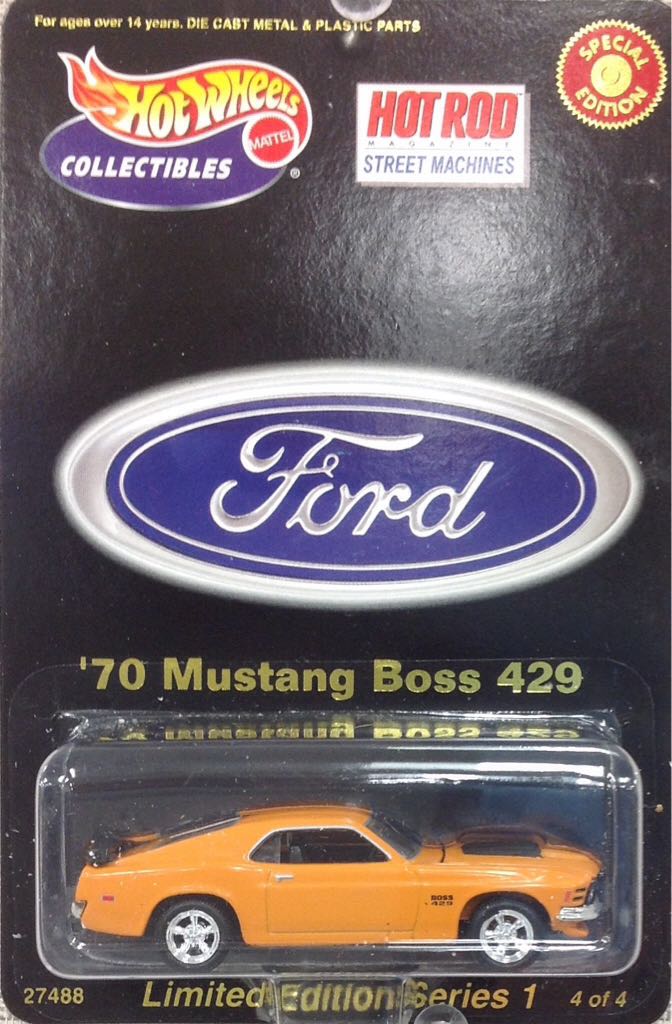 For ages over 14 years. DIE CAST METAL & PLASTIC PARTS
SPECIAL
EDITION
Hot Wheels
MATTEL
COLLECTIBLES ®
HOT ROD
MAGAZINE
STREET MACHINES
Ford
'70 Mustang Boss 429
BOSS
429
27488
Limited Edition Series 1
4 of 4